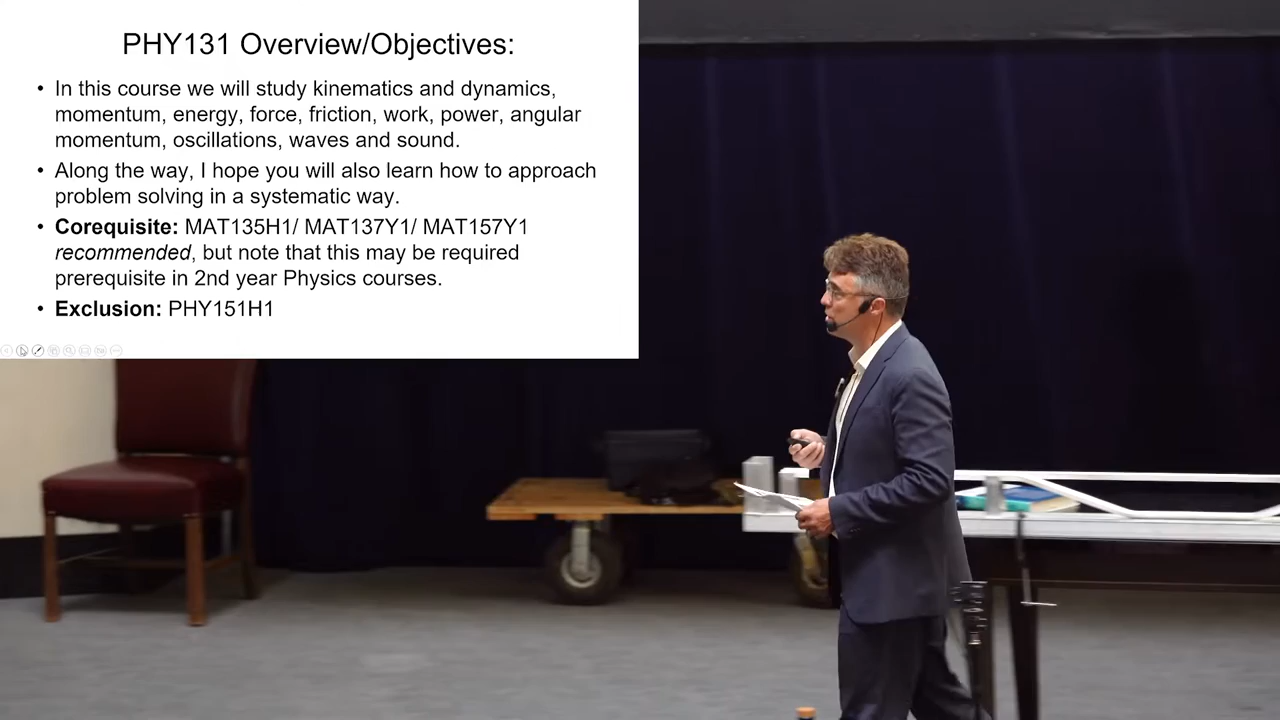 PHY131 Overview/Objectives:
• In this course we will study kinematics and dynamics,
momentum, energy, force, friction, work, power, angular
momentum, oscillations, waves and sound.
• Along the way, I hope you will also learn how to approach
problem solving in a systematic way.
• Corequisite: MAT135H1/ MAT137Y1/ MAT157Y1
recommended, but note that this may be required
prerequisite in 2nd year Physics courses.
• Exclusion: PHY151H1